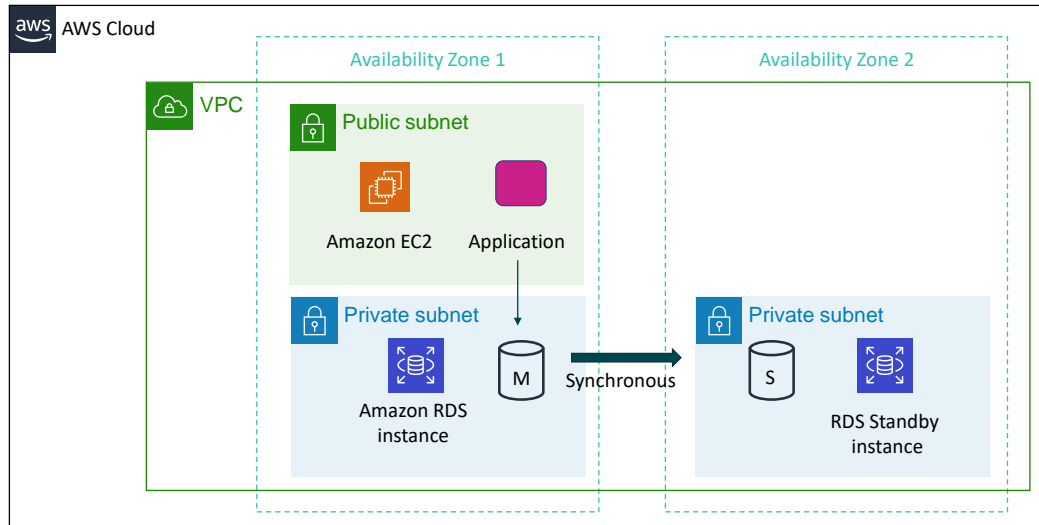 aws
AWS Cloud
Availability Zone 1
Availability Zone 2
VPC
Public subnet
Amazon EC2
Application
Private subnet
Private subnet
M
Synchronous
S
Amazon RDS
instance
RDS Standby
instance